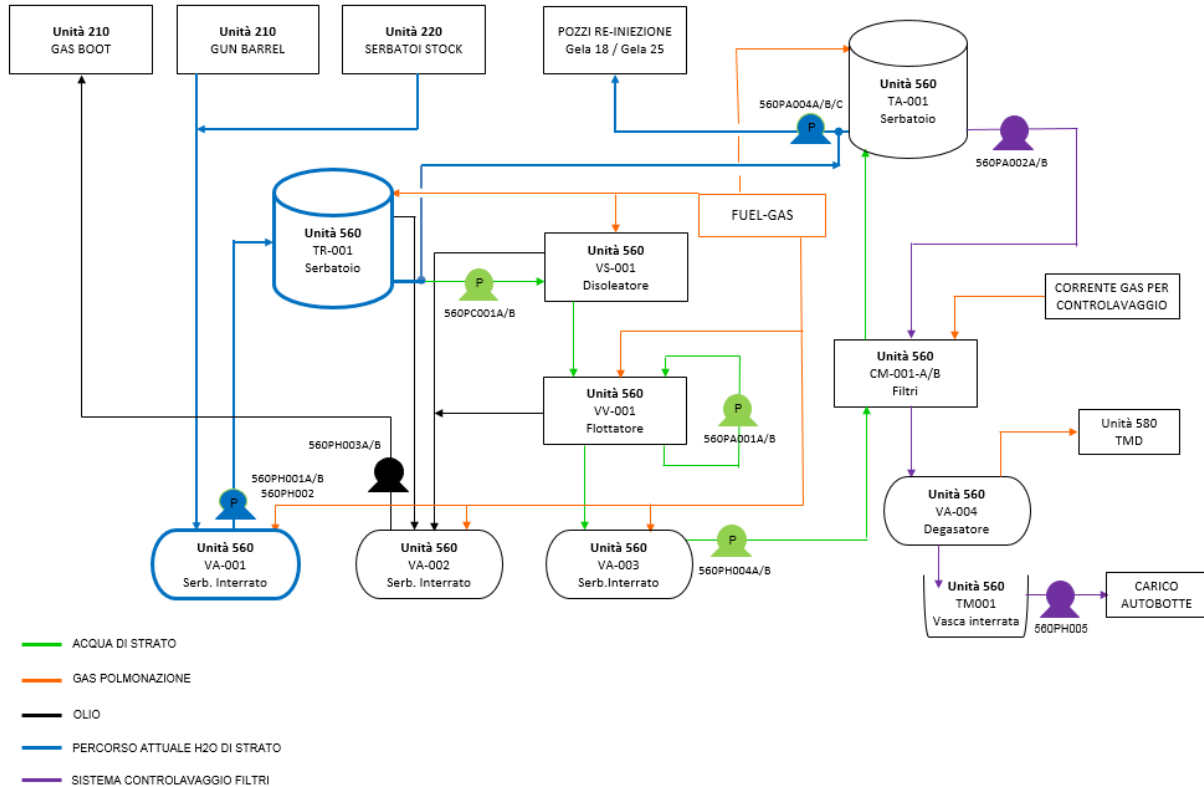 Unità 210
GAS BOOT
Unità 210
GUN BARREL
Unità 220
SERBATOI STOCK
POZZI RE-INIEZIONE
Gela 18 / Gela 25
Unità 560
TA-001
Serbatoio
560PA004A/B/C
P
560PA002A/B
FUEL-GAS
Unità 560
TR-001
Serbatoio
P
560PC001A/B
Unità 560
VS-001
Disoleatore
CORRENTE GAS PER
CONTROLAVAGGIO
Unità 560
CM-001-A/B
Filtri
Unità 560
VV-001
Flottatore
P
560PA001A/B
Unità 580
TMD
560PH003A/B
560PH001A/B
560PH002
P
Unità 560
VA-001
Serb. Interrato
Unità 560
VA-002
Serb. Interrato
Unità 560
VA-003
Serb.Interrato
P
560PH004A/B
Unità 560
VA-004
Degasatore
Unità 560
TM001
Vasca interrata
560PH005
CARICO
AUTOBOTTE
ACQUA DI STRATO
GAS POLMONAZIONE
OLIO
PERCORSO ATTUALE H2O DI STRATO
SISTEMA CONTROLAVAGGIO FILTRI